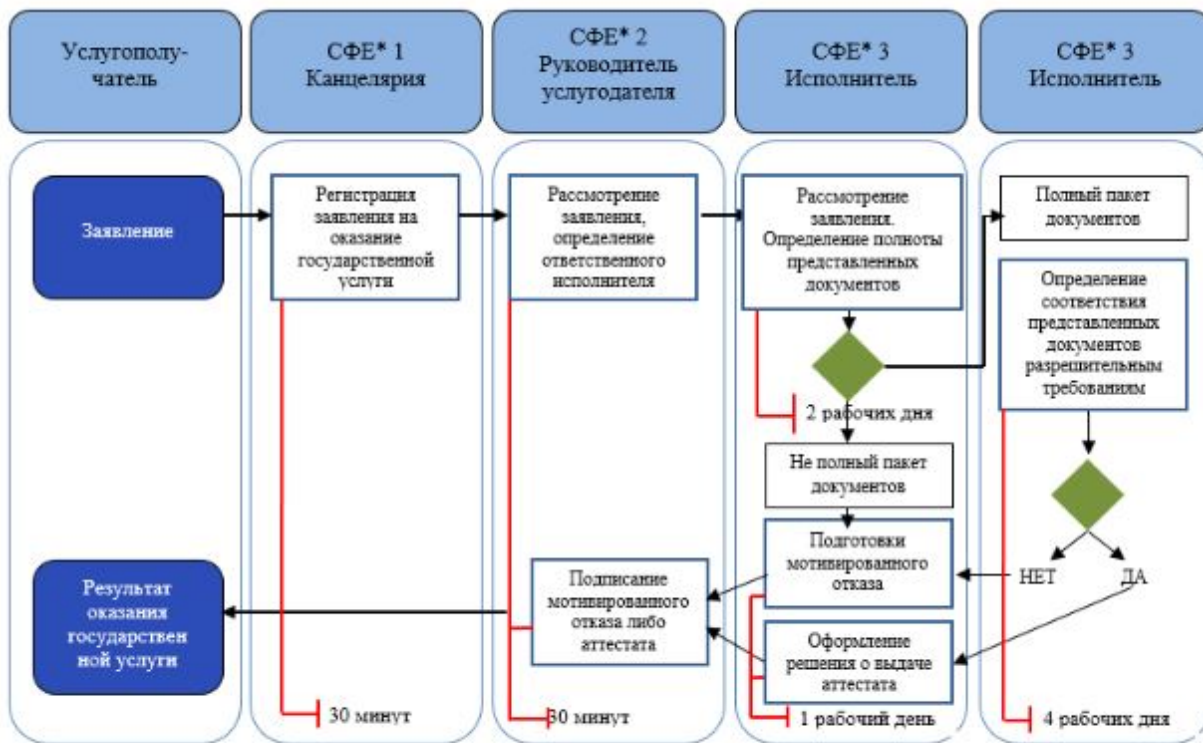 Услугополу-
чатель
СФЕ* 1
Канцелярия
СФЕ* 2
Руководитель
услугодателя
СФЕ* 3
Исполнитель
СФЕ* 3
Исполнитель
Заявление
Регистрация
заявления на
оказание
государственной
услуги
Рассмотрение
заявления,
определение
ответственного
исполнителя
Рассмотрение
заявления.
Определение полноты
представленных
документов
Полный пакет
документов
Определение
соответствия
представленных
документов
разрешительным
требованиям
2 рабочих дня
Не полный пакет
документов
Подготовки
мотивированного
отказа
НЕТ
ДА
Результат
оказания
государствен
ной услуги
Подписание
мотивированного
отказа либо
аттестата
Оформление
решения о выдаче
аттестата
30 минут
30 минут
1 рабочий день
4 рабочих дня